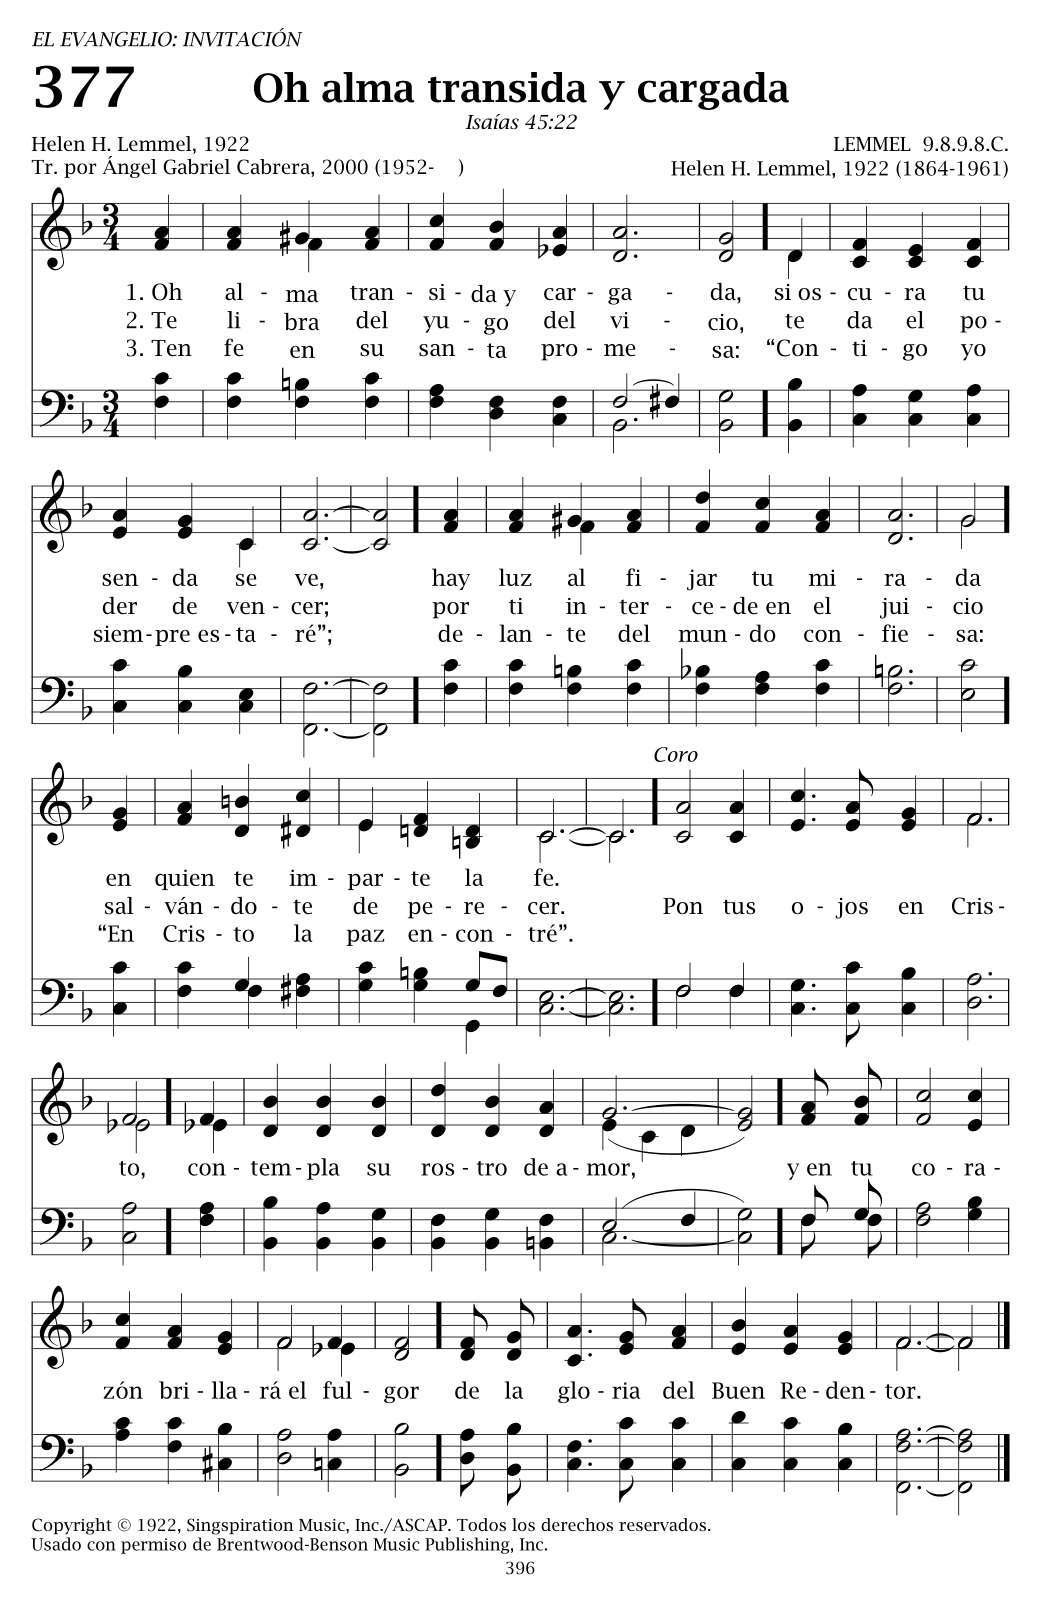 EL EVANGELIO: INVITACIÓN
377 Oh alma transida y cargada
Isaías 45:22
Helen H. Lemmel, 1922 LEMMEL 9.8.9.8.C.
Tr. por Ángel Gabriel Cabrera, 2000 (1952- ) Helen H. Lemmel, 1922 (1864-1961)
1. Oh al - ma tran - si - da y car - ga - da, si os - cu - ra tu
2. Te li - bra del yu - go del vi - cio, te da el po -
3. Ten fe en su san - ta pro - me - sa: “Con - ti - go yo
sen - da se ve, hay luz al fi - jar tu mi - ra - da
der de ven - cer; por ti in - ter - ce - de en el jui - cio
siem - pre es - ta - ré”; de - lan - te del mun - do con - fie - sa:
Coro
en quien te im - par - te la fe.
sal - ván - do - te de pe - re - cer. Pon tus o - jos en Cris -
“En Cris - to la paz en - con - tré”.
to, con - tem - pla su ros - tro de a - mor, y en tu co - ra -
zón bri - lla - rá el ful - gor de la glo - ria del Buen Re - den - tor.
Copyright © 1922, Singspiration Music, Inc./ASCAP. Todos los derechos reservados.
Usado con permiso de Brentwood-Benson Music Publishing, Inc.
396